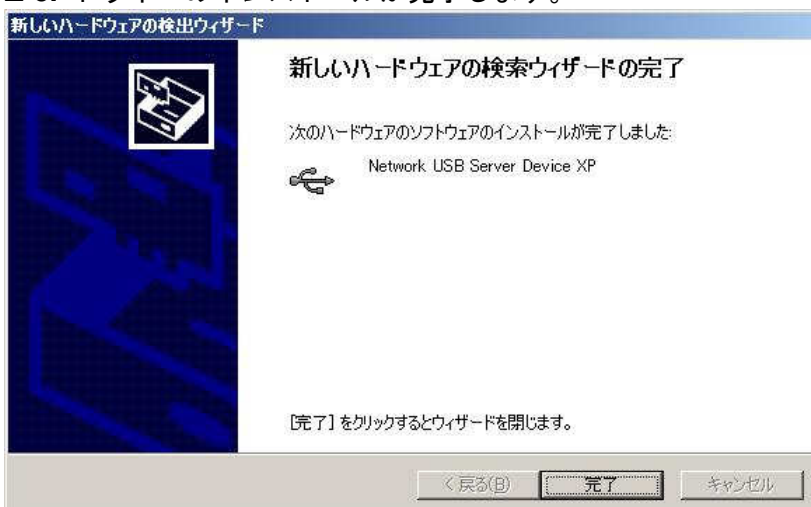 新しいハードウェアの検出ウィザード
新しいハードウェアの検索ウィザードの完了
次のハードウェアのソフトウェアのインストールが完了しました:
Network USB Server Device XP
[完了] をクリックするとウィザードを閉じます。
< 戻る(B) 完了 キャンセル